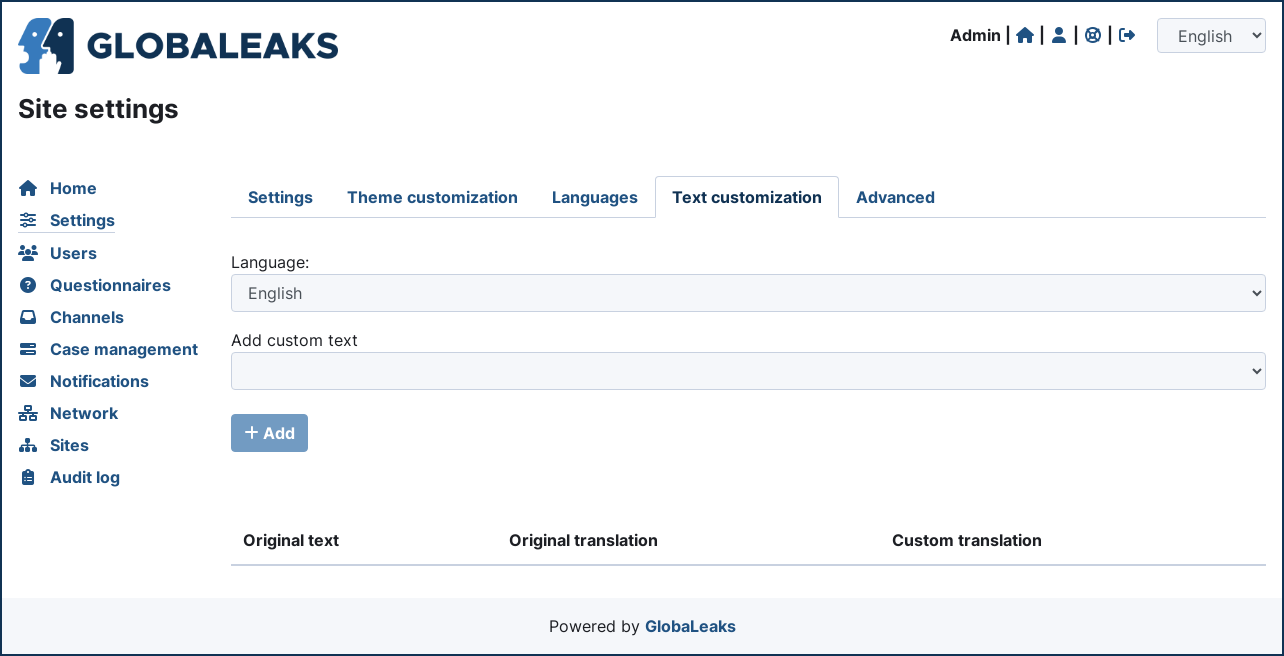 GLOBALEAKS
Admin | | | |
English
Site settings
Home
Settings
Users
Questionnaires
Channels
Case management
Notifications
Network
Sites
Audit log
Settings Theme customization Languages Text customization Advanced
Language:
English
Add custom text
+ Add
Original text Original translation Custom translation
Powered by GlobaLeaks